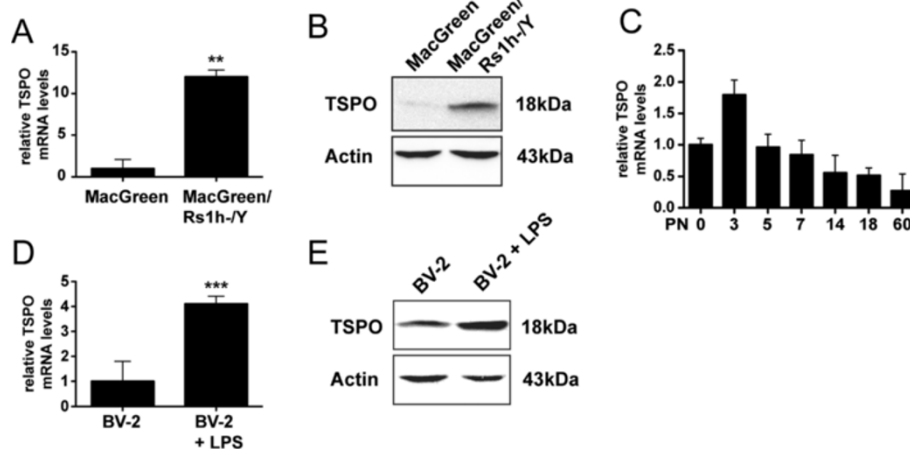 A
relative TSPO
mRNA levels
15
10
5
0
**
MacGreen
MacGreen/
Rs1h-/Y
B
MacGreen
MacGreen/
Rs1h-/Y
TSPO
18kDa
Actin
43kDa
C
relative TSPO
mRNA levels
2.5
2.0
1.5
1.0
0.5
0.0
PN 0 3 5 7 14 18 60
D
relative TSPO
mRNA levels
5
4
3
2
1
0
***
BV-2
BV-2
+ LPS
E
BV-2
BV-2 + LPS
TSPO
18kDa
Actin
43kDa